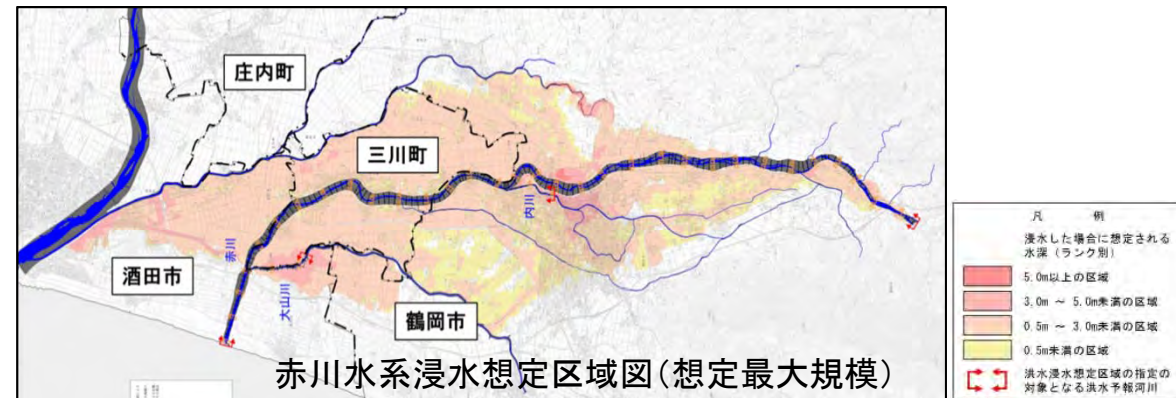 庄内町
三川町
内川
赤川
酒田市
大山川
鶴岡市
赤川水系浸水想定区域図(想定最大規模)
凡 例
浸水した場合に想定される
水深(ランク別)
5.0m以上の区域
3.0m ~ 5.0m未満の区域
0.5m ~ 3.0m未満の区域
0.5m未満の区域
洪水浸水想定区域の指定の
対象となる洪水予報河川